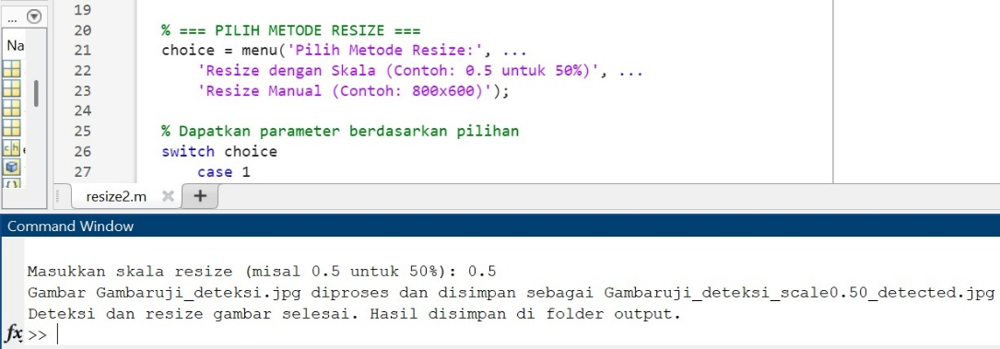 ...
Na
19
20 % === PILIH METODE RESIZE ===
21 choice = menu('Pilih Metode Resize:', ...
22 'Resize dengan Skala (Contoh: 0.5 untuk 50%)', ...
23 'Resize Manual (Contoh: 800x600)');
24
25 % Dapatkan parameter berdasarkan pilihan
26 switch choice
27 case 1
resize2.m
Command Window
Masukkan skala resize (misal 0.5 untuk 50%): 0.5
Gambar Gambaruji_deteksi.jpg diproses dan disimpan sebagai Gambaruji_deteksi_scale0.50_detected.jpg
Deteksi dan resize gambar selesai. Hasil disimpan di folder output.
fx >>